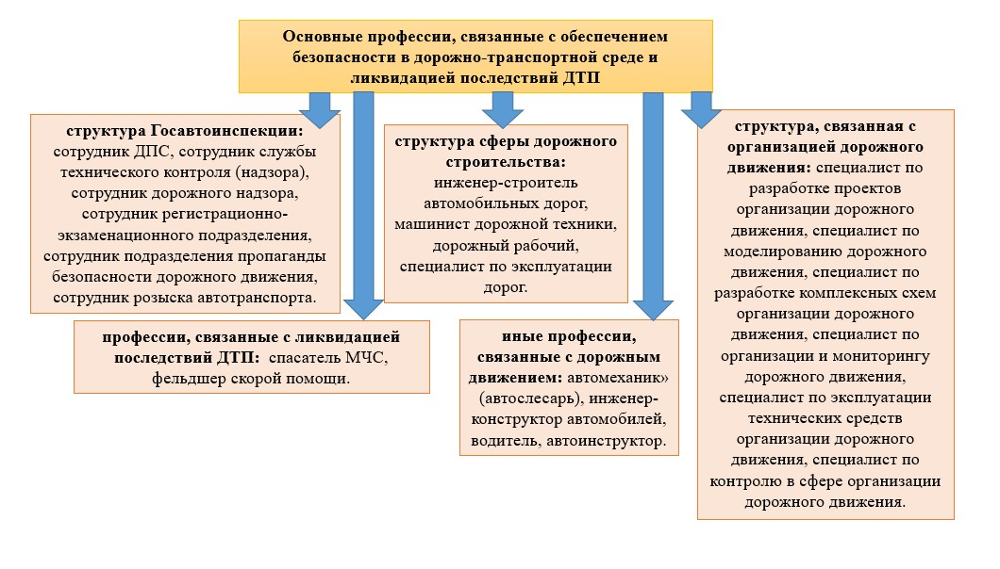 Основные профессии, связанные с обеспечением
безопасности в дорожно-транспортной среде и
ликвидацией последствий ДТП
структура Госавтоинспекции:
сотрудник ДПС, сотрудник службы
технического контроля (надзора),
сотрудник дорожного надзора,
сотрудник регистрационно-
экзаменационного подразделения,
сотрудник подразделения пропаганды
безопасности дорожного движения,
сотрудник розыска автотранспорта.
структура сферы дорожного
строительства:
инженер-строитель
автомобильных дорог,
машинист дорожной техники,
дорожный рабочий,
специалист по эксплуатации
дорог.
структура, связанная с
организацией дорожного
движения: специалист по
разработке проектов
организации дорожного
движения, специалист по
моделированию дорожного
движения, специалист по
разработке комплексных схем
организации дорожного
движения, специалист по
организации и мониторингу
дорожного движения,
специалист по эксплуатации
технических средств
организации дорожного
движения, специалист по
контролю в сфере организации
дорожного движения.
профессии, связанные с ликвидацией
последствий ДТП: спасатель МЧС,
фельдшер скорой помощи.
иные профессии,
связанные с дорожным
движением: автомеханик»
(автослесарь), инженер-
конструктор автомобилей,
водитель, автоинструктор.